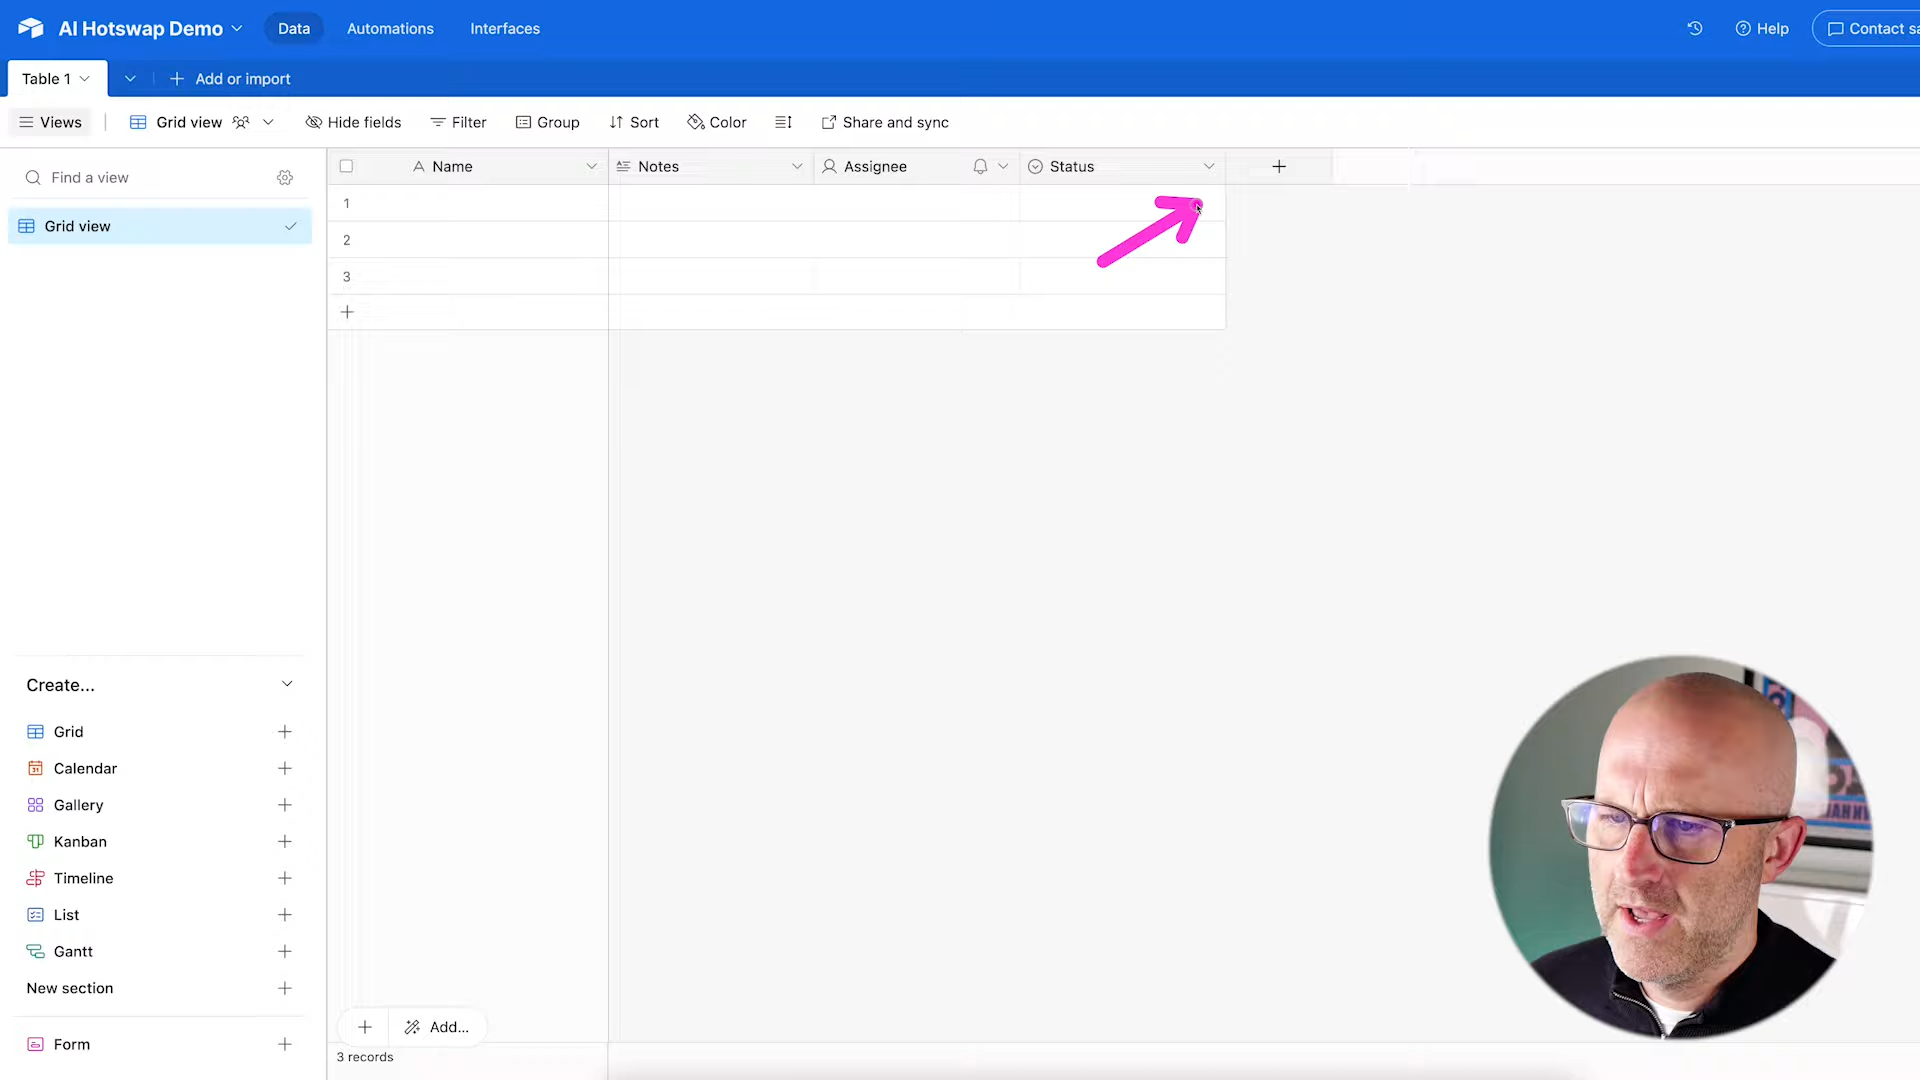 AI Hotswap Demo
Data
Automations
Interfaces
Help
Contact sa
Table 1
Add or import
Views
Grid view
Hide fields
Filter
Group
Sort
Color
Share and sync
Find a view
Grid view
Name
Notes
Assignee
Status
1
2
3
Create...
Grid
Calendar
Gallery
Kanban
Timeline
List
Gantt
New section
Form
Add...
3 records